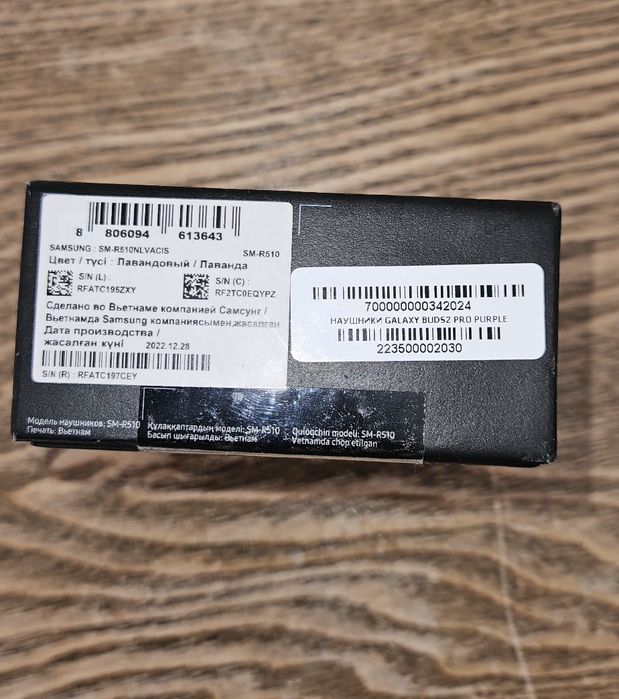 8 806094 613643
SAMSUNG : SM-R510NLVACIS SM-R510
Цвет / түсі : Лавандовый / Лаванда
S/N (L) : S/N (C) :
RFATC195ZXY RF2TC0EQYPZ
Сделано во Вьетнаме компанией Самсунг /
Вьетнамда Samsung компаниясымен жасалған
Дата производства /
жасалған күні 2022.12.28
S/N (R) : RFATC197CEY
700000000342024
НАУШНИКИ GALAXY BUDS2 PRO PURPLE
223500002030
Модель наушников: SM-R510 Құлаққаптардың моделі: SM-R510 Quloqchin modeli: SM-R510
Печать: Вьетнам Басып шығарылды: Вьетнам Vetnamda chop etilgan